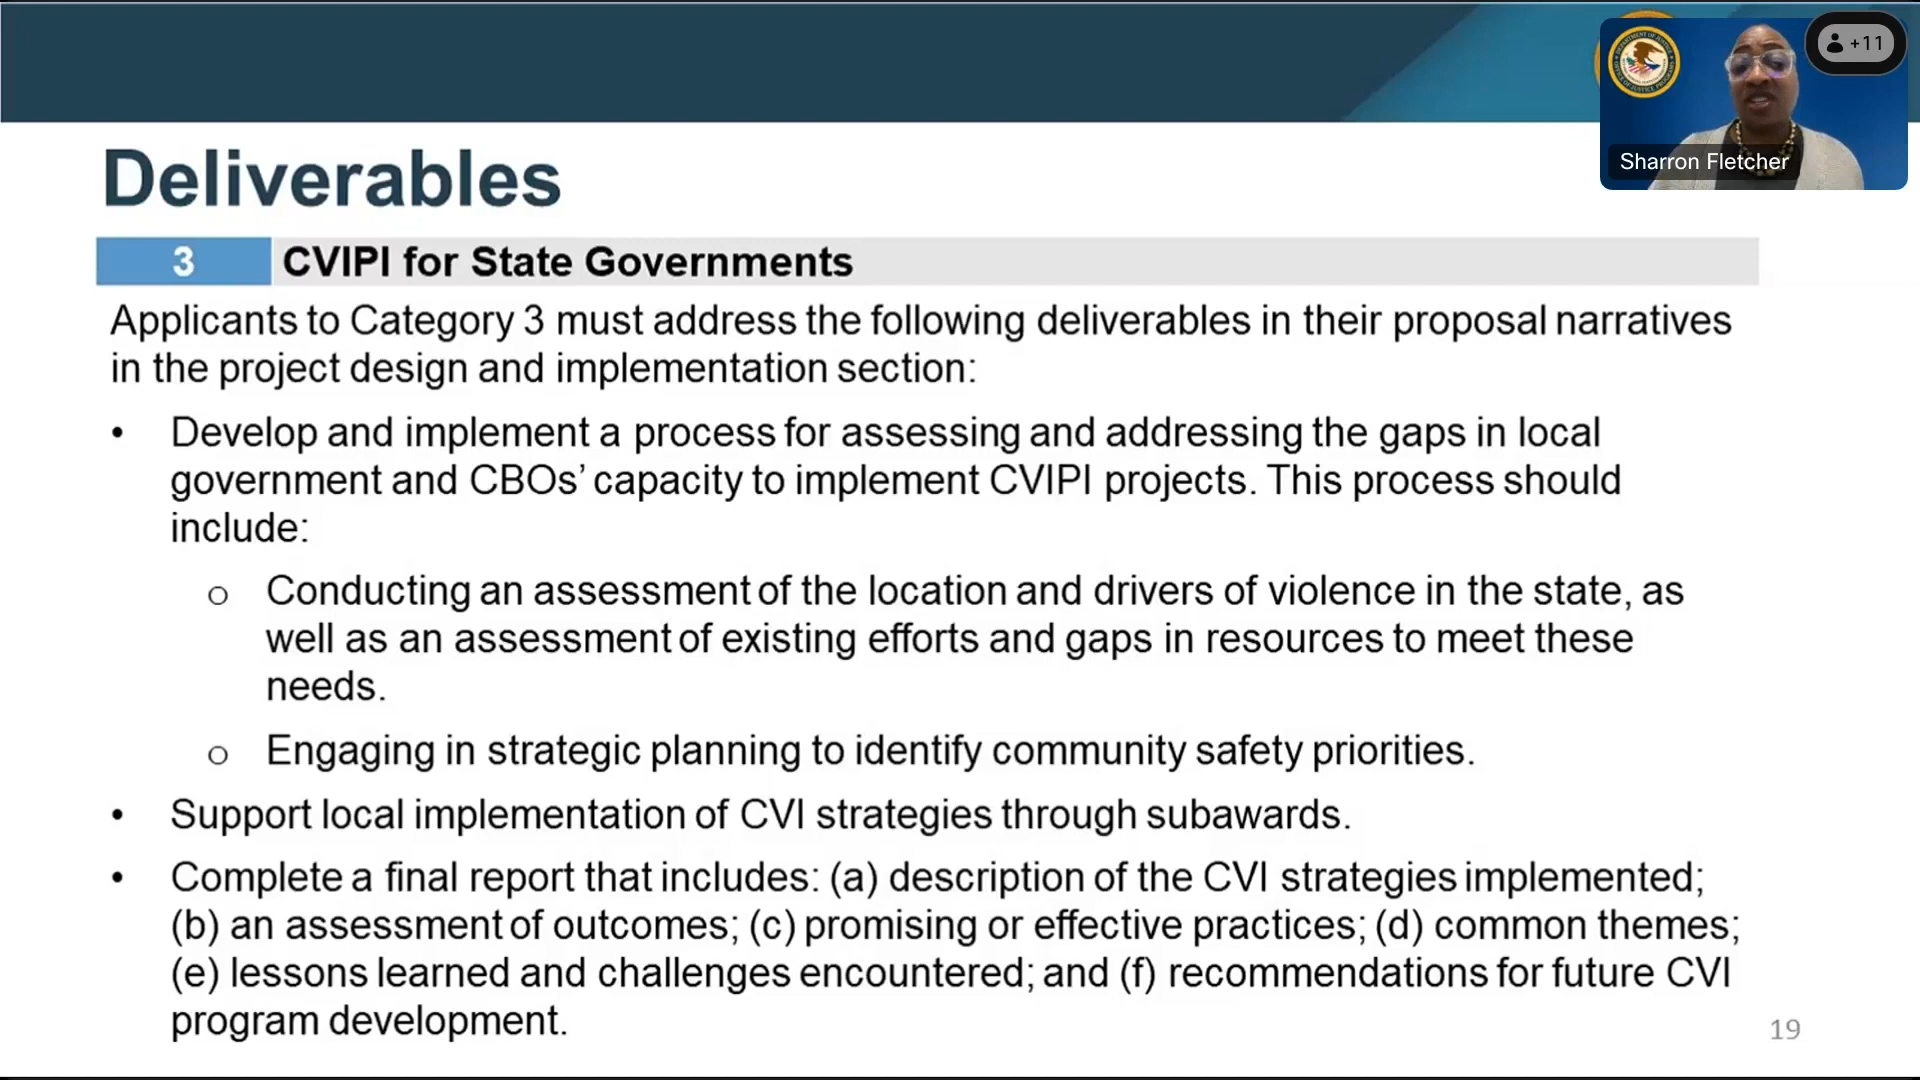 +11
Sharron Fletcher
Deliverables
3 CVIPI for State Governments
Applicants to Category 3 must address the following deliverables in their proposal narratives
in the project design and implementation section:
• Develop and implement a process for assessing and addressing the gaps in local
government and CBOs’ capacity to implement CVIPI projects. This process should
include:
o Conducting an assessment of the location and drivers of violence in the state, as
well as an assessment of existing efforts and gaps in resources to meet these
needs.
o Engaging in strategic planning to identify community safety priorities.
• Support local implementation of CVI strategies through subawards.
• Complete a final report that includes: (a) description of the CVI strategies implemented;
(b) an assessment of outcomes; (c) promising or effective practices; (d) common themes;
(e) lessons learned and challenges encountered; and (f) recommendations for future CVI
program development.
19